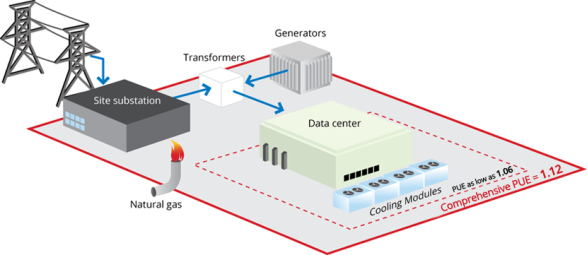 Generators
Transformers
Site substation
Data center
Natural gas
Cooling Modules
PUE as low as 1.06
Comprehensive PUE = 1.12